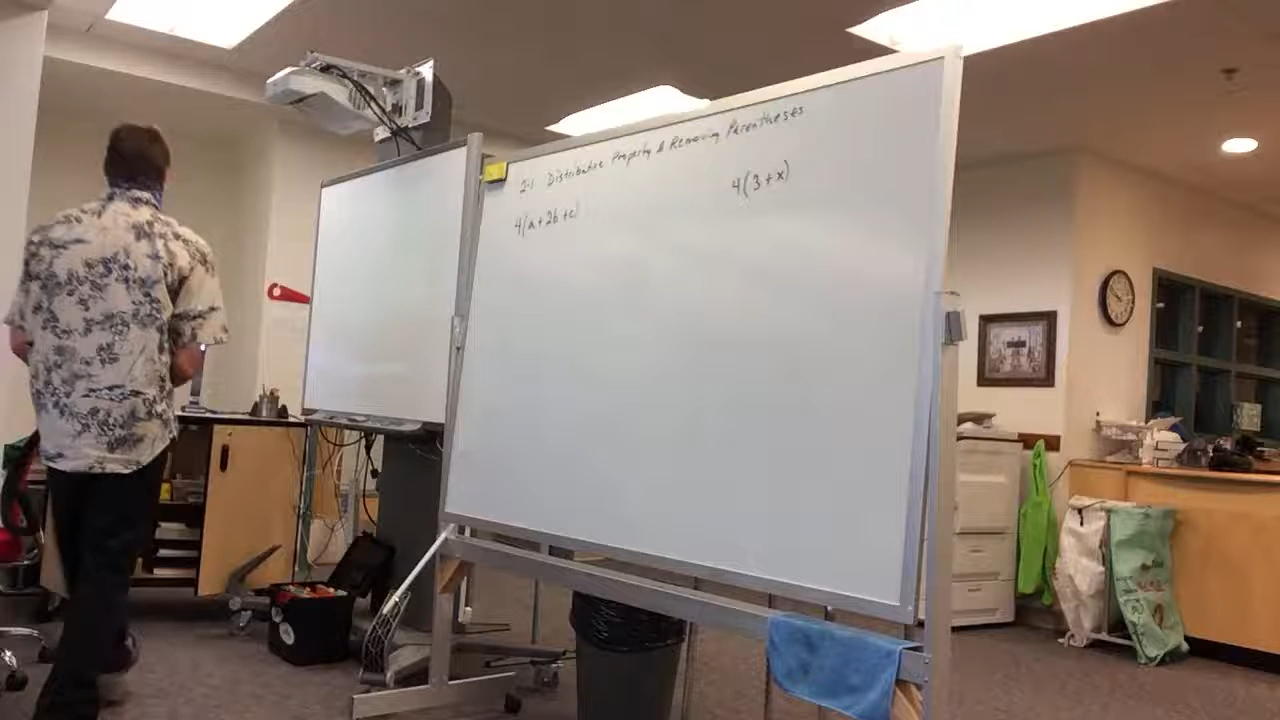 2-1 Distributive Property & Removing Parentheses
4(a+2b+c)
4(3+x)